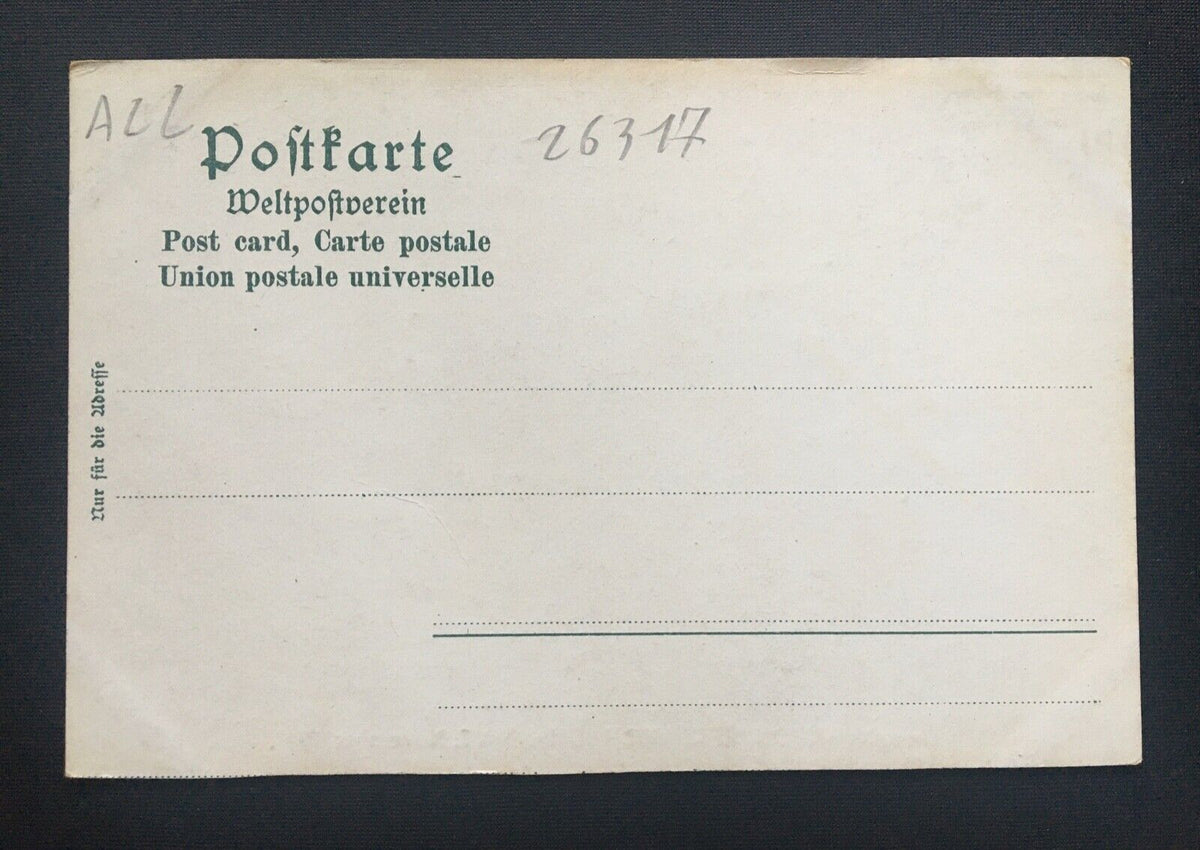 ALL
26317
Poſtkarte
Weltpoſtverein
Post card, Carte postale
Union postale universelle
Nur für die Adreſſe